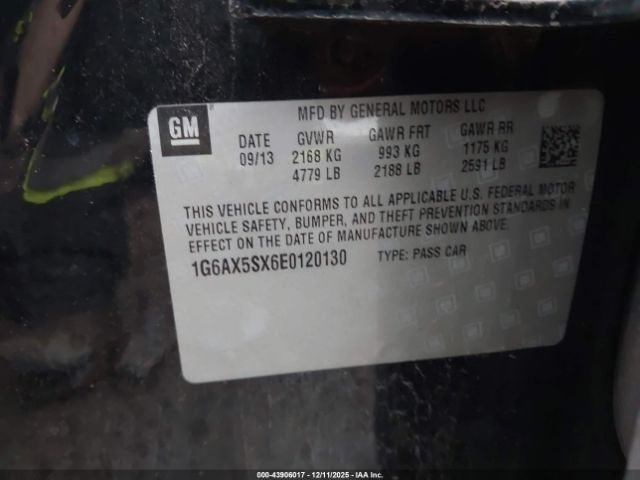 GM
MFD BY GENERAL MOTORS LLC
DATE GVWR GAWR FRT GAWR RR
09/13 2168 KG 993 KG 1175 KG
4779 LB 2188 LB 2591 LB
THIS VEHICLE CONFORMS TO ALL APPLICABLE U.S. FEDERAL MOTOR
VEHICLE SAFETY, BUMPER, AND THEFT PREVENTION STANDARDS IN
EFFECT ON THE DATE OF MANUFACTURE SHOWN ABOVE.
1G6AX5SX6E0120130 TYPE: PASS CAR
000-43906017 - 12/11/2025 - IAA Inc.